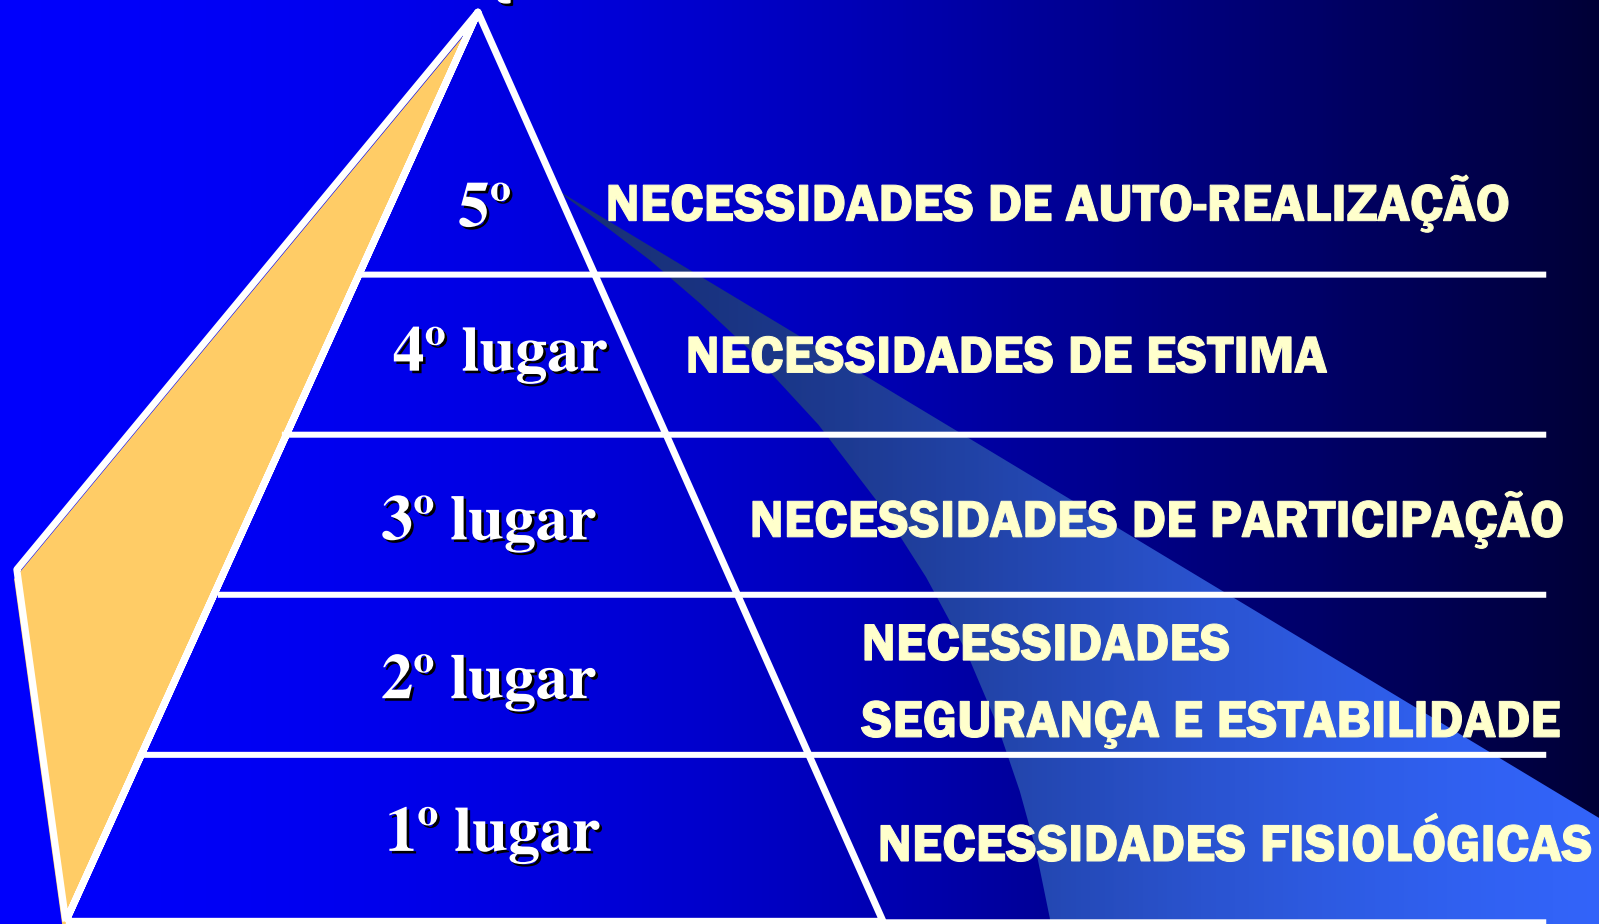 5º NECESSIDADES DE AUTO-REALIZAÇÃO
4º lugar NECESSIDADES DE ESTIMA
3º lugar NECESSIDADES DE PARTICIPAÇÃO
2º lugar NECESSIDADES
SEGURANÇA E ESTABILIDADE
1º lugar NECESSIDADES FISIOLÓGICAS